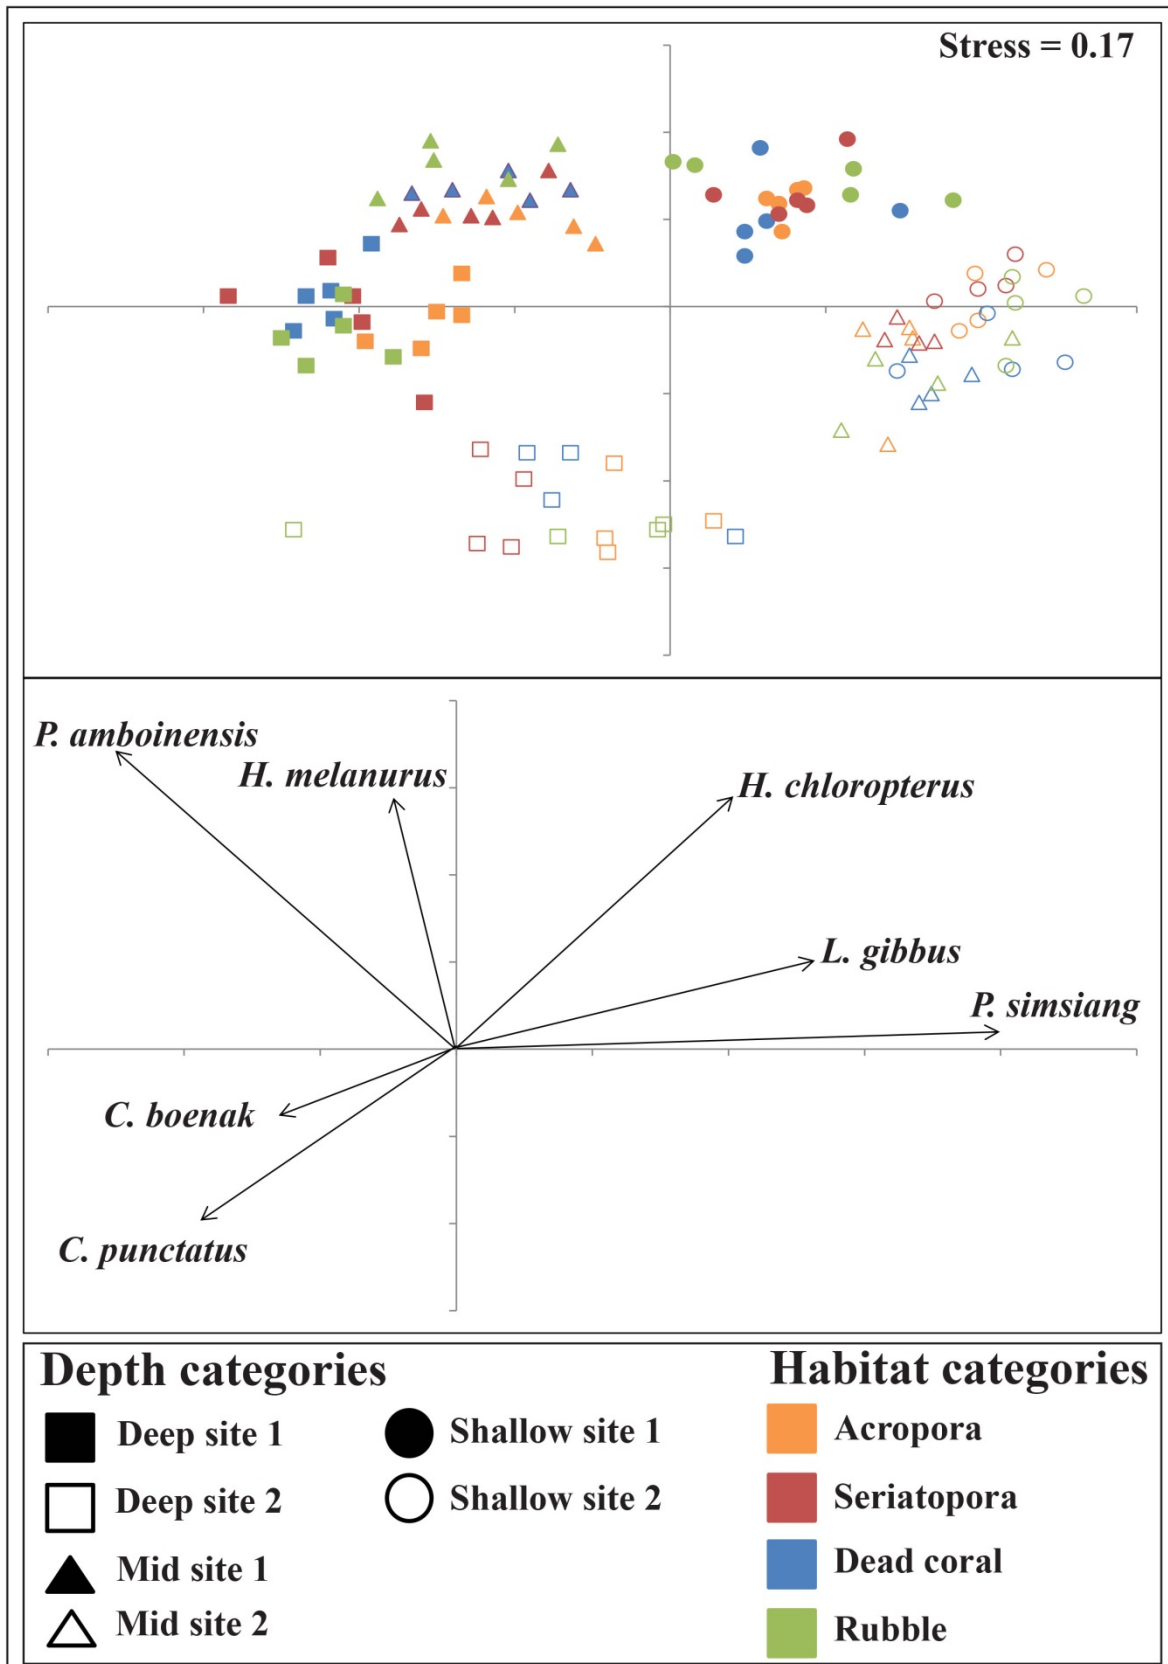 Stress = 0.17
P. amboinensis
H. melanurus
H. chloropterus
L. gibbus
P. simsiang
C. boenak
C. punctatus
Depth categories
Deep site 1
Deep site 2
Mid site 1
Mid site 2
Shallow site 1
Shallow site 2
Habitat categories
Acropora
Seriatopora
Dead coral
Rubble